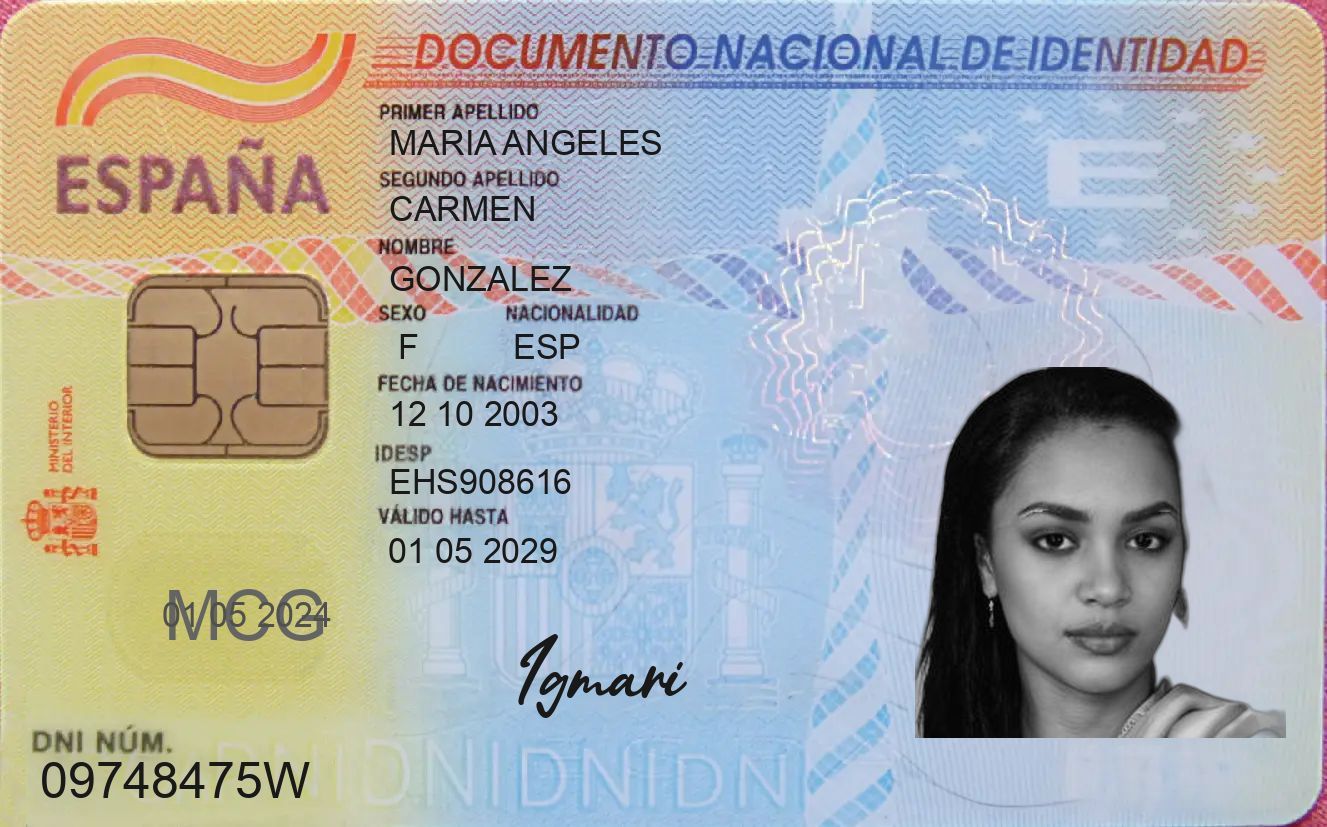 DOCUMENTO NACIONAL DE IDENTIDAD
ESPAÑA
PRIMER APELLIDO
MARIA ANGELES
SEGUNDO APELLIDO
CARMEN
NOMBRE
GONZALEZ
SEXO NACIONALIDAD
F ESP
FECHA DE NACIMIENTO
12 10 2003
IDESP
EHS908616
VÁLIDO HASTA
01 05 2029
MINISTERIO
DEL INTERIOR
01 05 2024
MCG
Igmari
DNI NÚM.
09748475W
E
DNIDNIDNIDNI